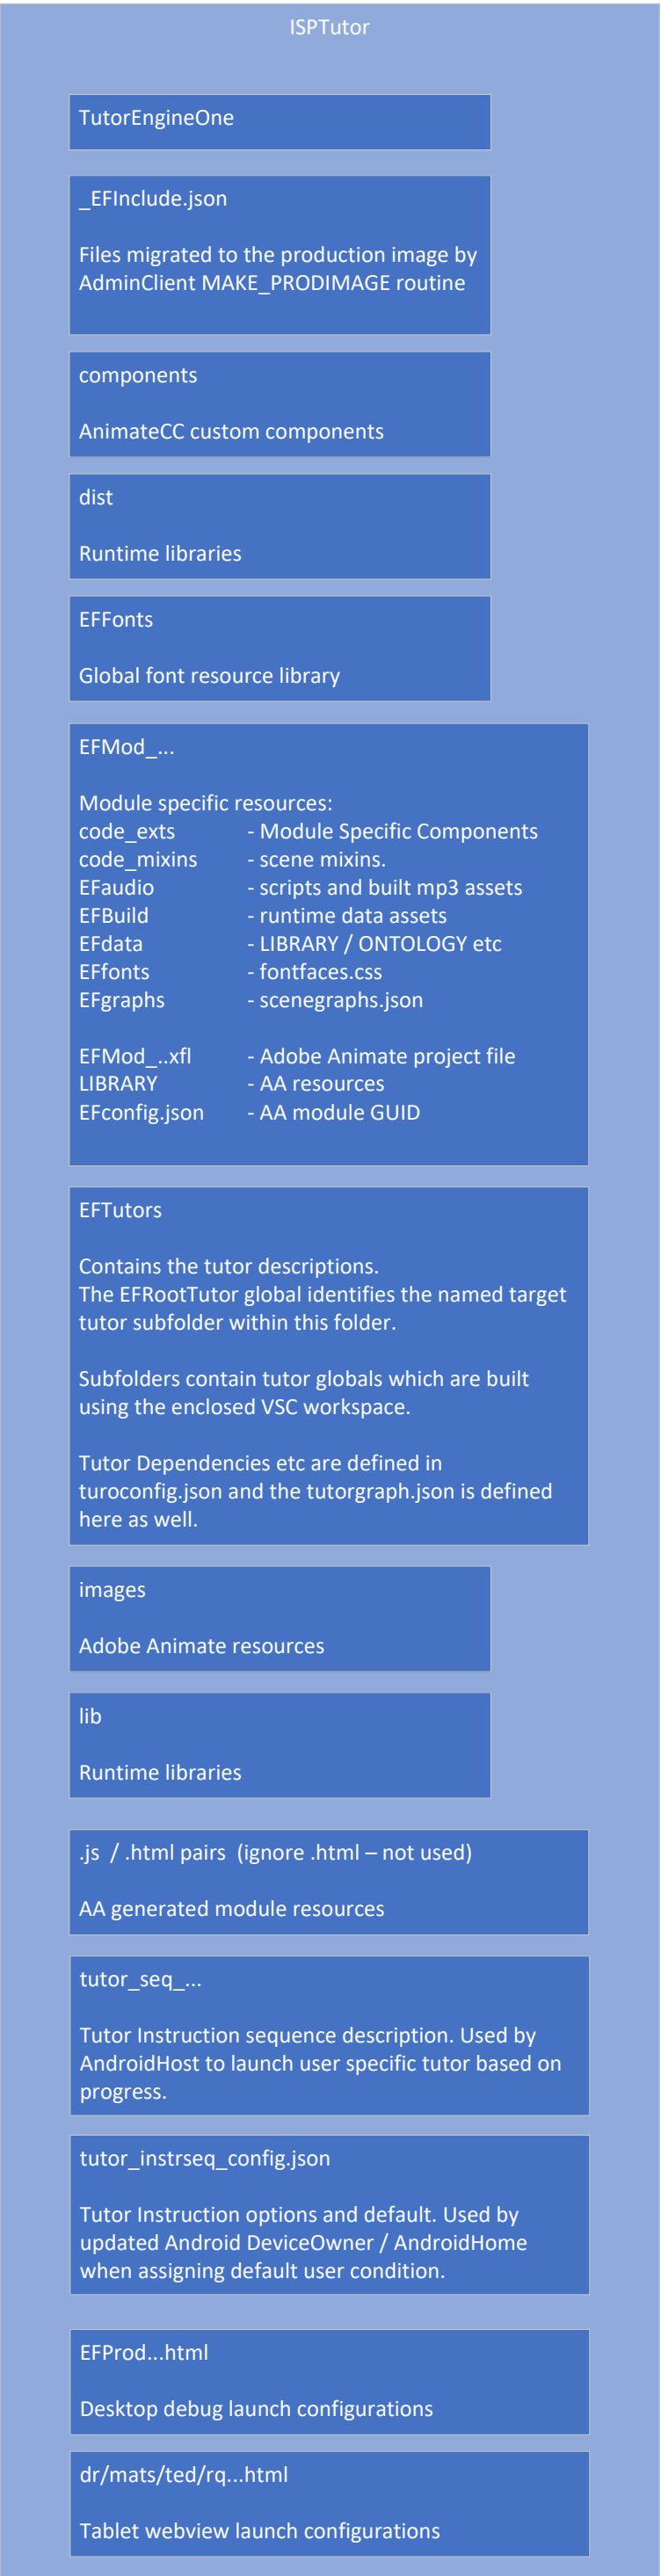 ISPTutor
TutorEngineOne
_EFInclude.json
Files migrated to the production image by
AdminClient MAKE_PRODIMAGE routine
components
AnimateCC custom components
dist
Runtime libraries
EFFonts
Global font resource library
EFMod_...
Module specific resources:
code_exts - Module Specific Components
code_mixins - scene mixins.
EFaudio - scripts and built mp3 assets
EFBuild - runtime data assets
EFdata - LIBRARY / ONTOLOGY etc
EFfonts - fontfaces.css
EFgraphs - scenegraphs.json
EFMod_..xfl - Adobe Animate project file
LIBRARY - AA resources
EFconfig.json - AA module GUID
EFTutors
Contains the tutor descriptions.
The EFRootTutor global identifies the named target
tutor subfolder within this folder.
Subfolders contain tutor globals which are built
using the enclosed VSC workspace.
Tutor Dependencies etc are defined in
turoconfig.json and the tutorgraph.json is defined
here as well.
images
Adobe Animate resources
lib
Runtime libraries
.js / .html pairs (ignore .html – not used)
AA generated module resources
tutor_seq_...
Tutor Instruction sequence description. Used by
AndroidHost to launch user specific tutor based on
progress.
tutor_instrseq_config.json
Tutor Instruction options and default. Used by
updated Android DeviceOwner / AndroidHome
when assigning default user condition.
EFProd...html
Desktop debug launch configurations
dr/mats/ted/rq...html
Tablet webview launch configurations